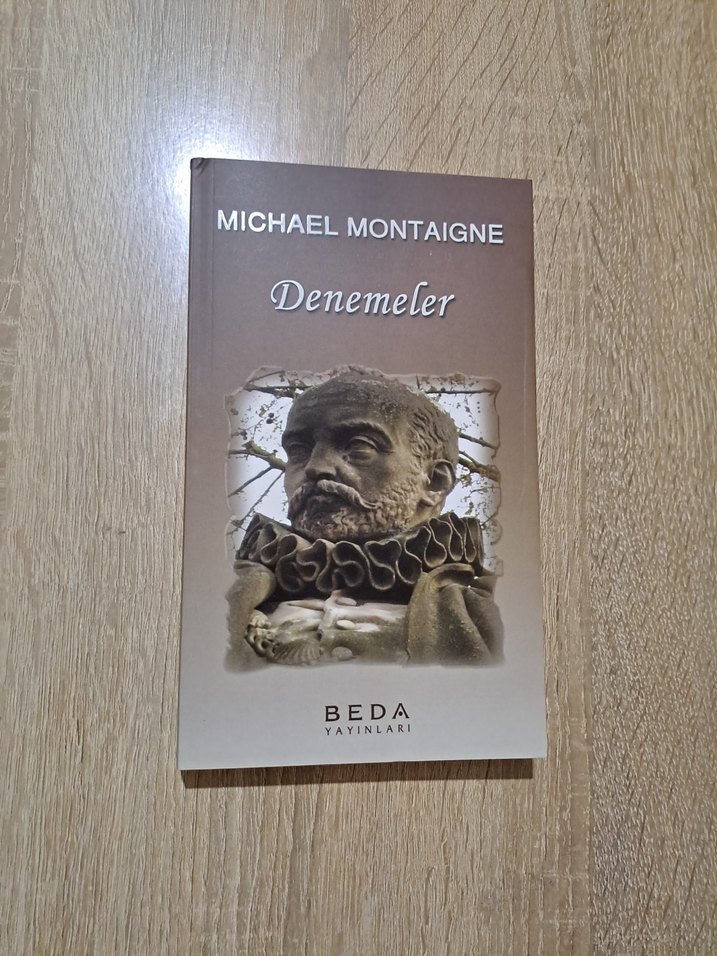 MICHAEL MONTAIGNE
Denemeler
BEDA
YAYINLARI